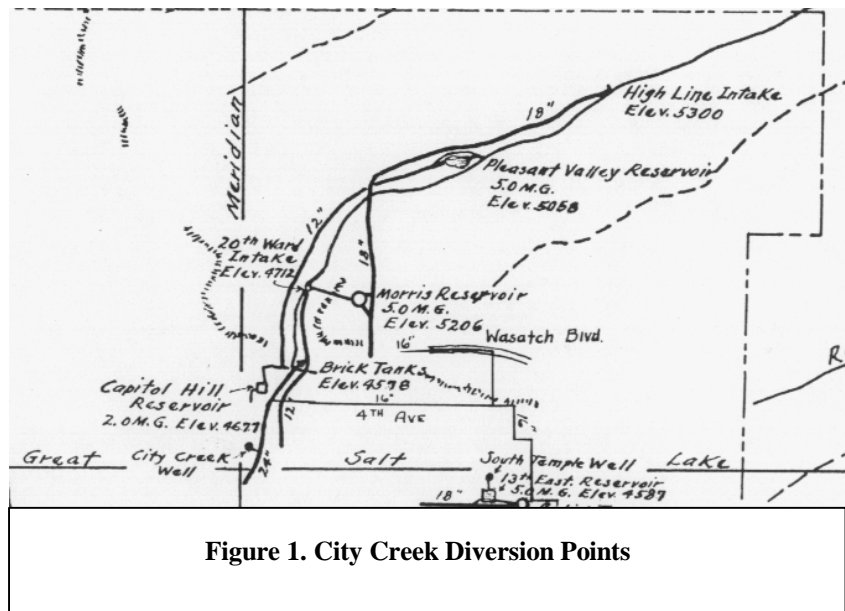 High Line Intake
Elev. 5300
18"
Pleasant Valley Reservoir
5.0 M.G.
Elev. 5058
Meridian
12"
20th Ward
Intake
Elev. 4712
18"
Morris Reservoir
5.0 M.G.
Elev. 5206
Wasatch Blvd.
16"
Brick Tanks
Elev. 4578
Capitol Hill
Reservoir
2.0 M.G. Elev. 4677
16"
12"
4TH AVE
16"
City Creek
Well
24"
Great Salt Lake
South Temple Well
13th East. Reservoir
5.0 M.G. Elev. 4587
18"
R
Figure 1. City Creek Diversion Points